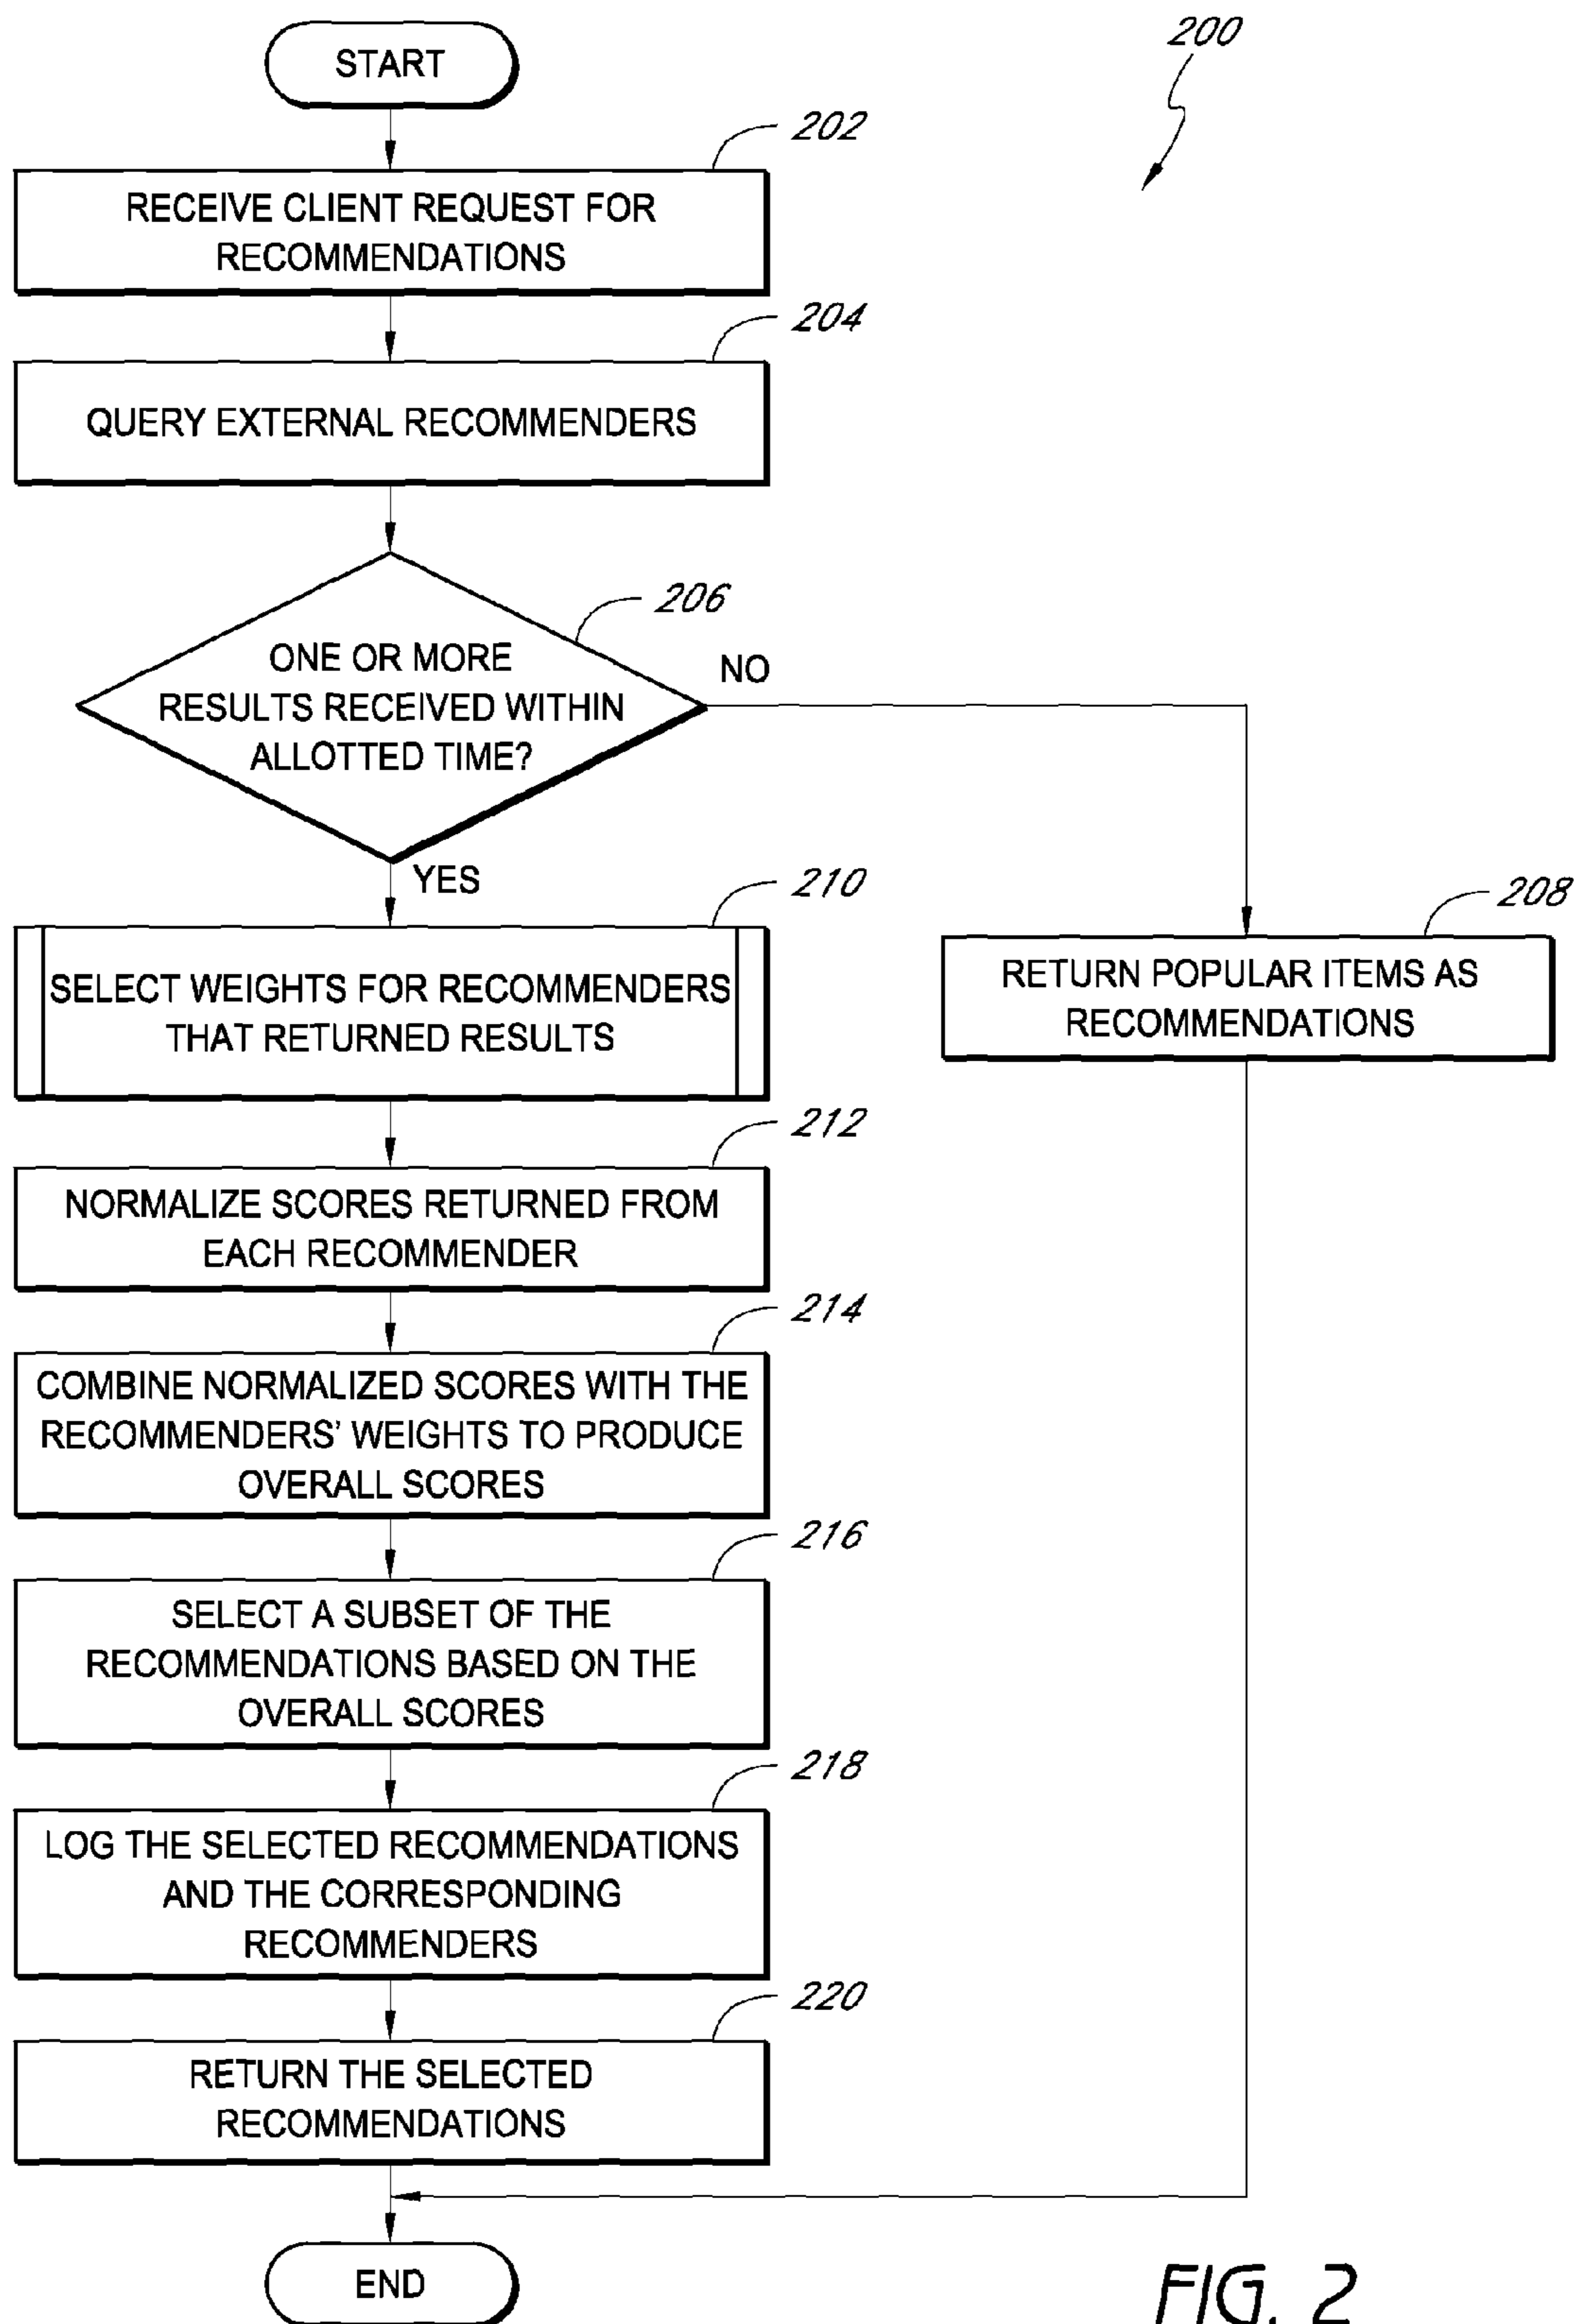 START
200
202
RECEIVE CLIENT REQUEST FOR
RECOMMENDATIONS
204
QUERY EXTERNAL RECOMMENDERS
206
ONE OR MORE
RESULTS RECEIVED WITHIN
ALLOTTED TIME?
NO
YES
208
RETURN POPULAR ITEMS AS
RECOMMENDATIONS
210
SELECT WEIGHTS FOR RECOMMENDERS
THAT RETURNED RESULTS
212
NORMALIZE SCORES RETURNED FROM
EACH RECOMMENDER
214
COMBINE NORMALIZED SCORES WITH THE
RECOMMENDERS' WEIGHTS TO PRODUCE
OVERALL SCORES
216
SELECT A SUBSET OF THE
RECOMMENDATIONS BASED ON THE
OVERALL SCORES
218
LOG THE SELECTED RECOMMENDATIONS
AND THE CORRESPONDING
RECOMMENDERS
220
RETURN THE SELECTED
RECOMMENDATIONS
END
FIG. 2